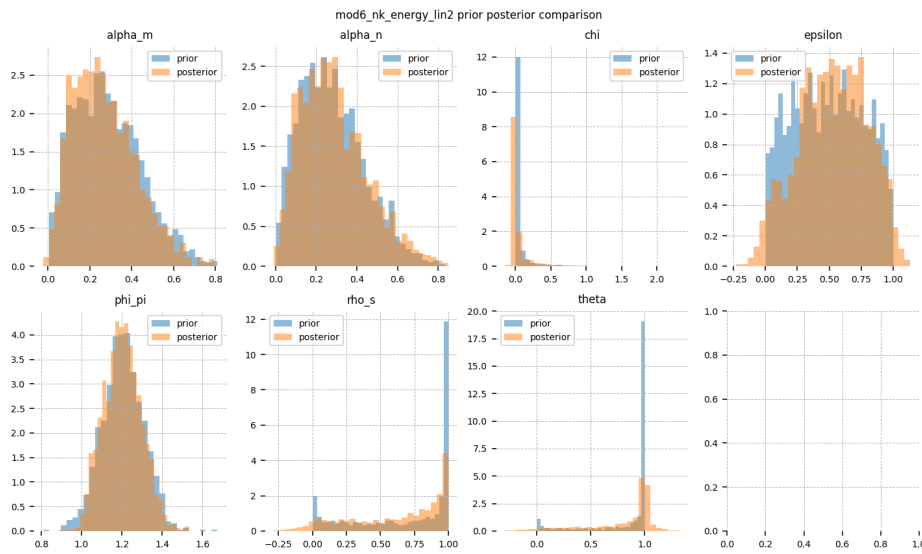 mod6_nk_energy_lin2 prior posterior comparison
alpha_m alpha_n chi epsilon
prior prior prior prior
posterior posterior posterior posterior
2.5 2.5 12 1.4
2.0 2.0 10 1.2
1.5 1.5 8 1.0
1.0 1.0 6 0.8
0.5 0.5 4 0.6
0.0 0.0 2 0.4
0 0.2
0.0
0.0 0.2 0.4 0.6 0.8 0.0 0.2 0.4 0.6 0.8 0.0 0.5 1.0 1.5 2.0 −0.25 0.00 0.25 0.50 0.75 1.00
phi_pi rho_s theta
prior prior prior
posterior posterior posterior
4.0 12 20.0 1.0
3.5 10 17.5 0.8
3.0 8 15.0 0.6
2.5 6 12.5 0.4
2.0 4 10.0 0.2
1.5 2 7.5 0.0
1.0 0 5.0
0.5 2.5
0.0 0.0
0.8 1.0 1.2 1.4 1.6 −0.25 0.00 0.25 0.50 0.75 1.00 0.0 0.5 1.0 0.0 0.2 0.4 0.6 0.8 1.0